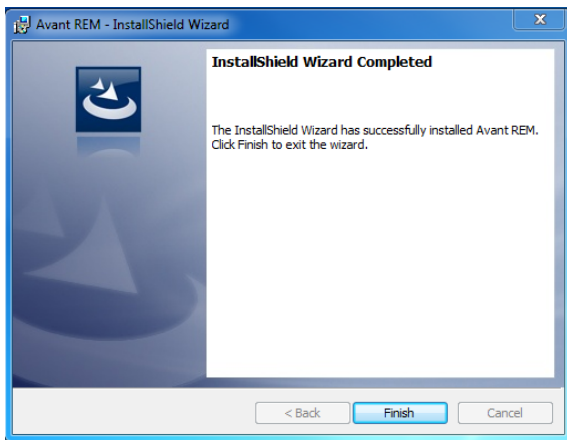 Avant REM - InstallShield Wizard
InstallShield Wizard Completed
The InstallShield Wizard has successfully installed Avant REM.
Click Finish to exit the wizard.
< Back
Finish
Cancel